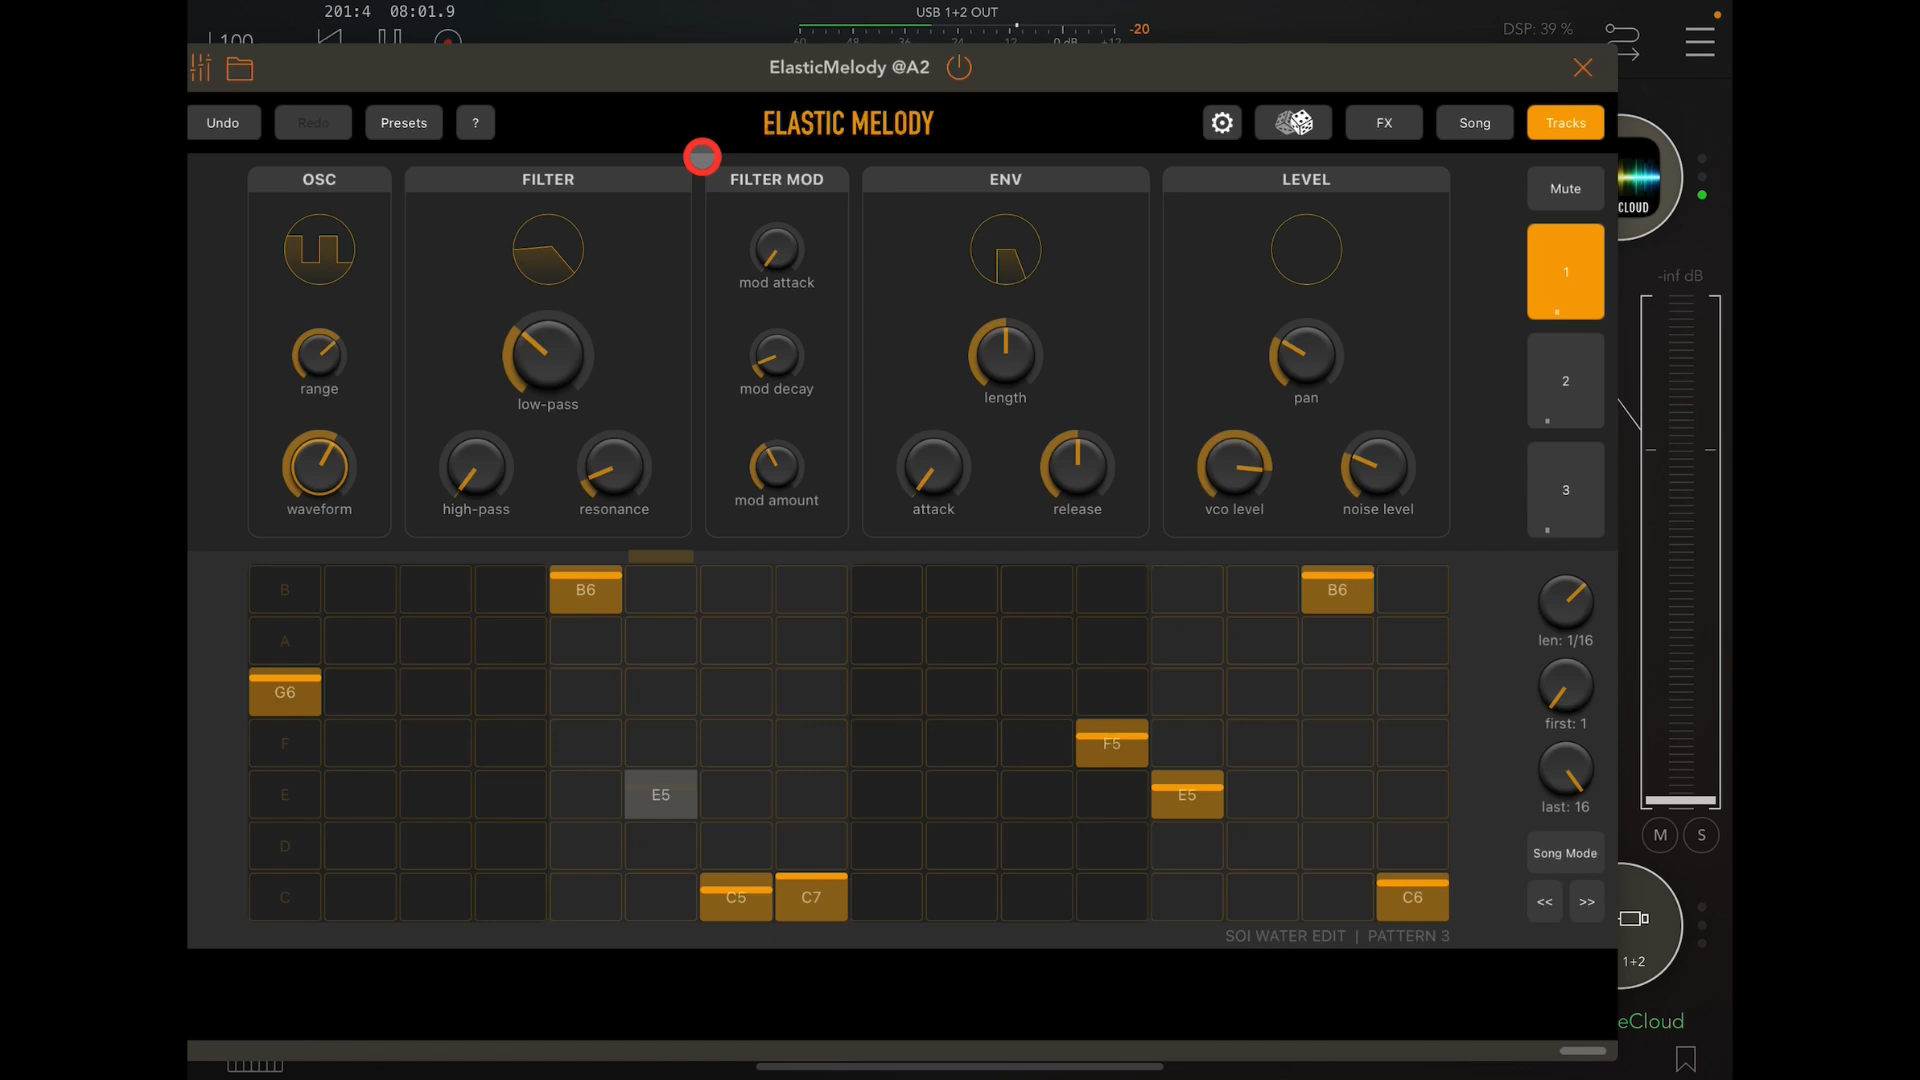 201:4 08:01.9
USB 1+2 OUT
-20
DSP: 39 %
ElasticMelody @A2
Undo Redo Presets ? ELASTIC MELODY FX Song Tracks
CLOUD
OSC FILTER FILTER MOD ENV LEVEL
Mute
mod attack
1
-inf dB
range low-pass mod decay length pan
2
waveform high-pass resonance mod amount attack release vco level noise level
3
B B6 B6
A
G6
F F5
E E5 E5
D
C C5 C7 C6
len: 1/16
first: 1
last: 16
M S
Song Mode
<< >>
SOI WATER EDIT | PATTERN 3
1+2
eCloud